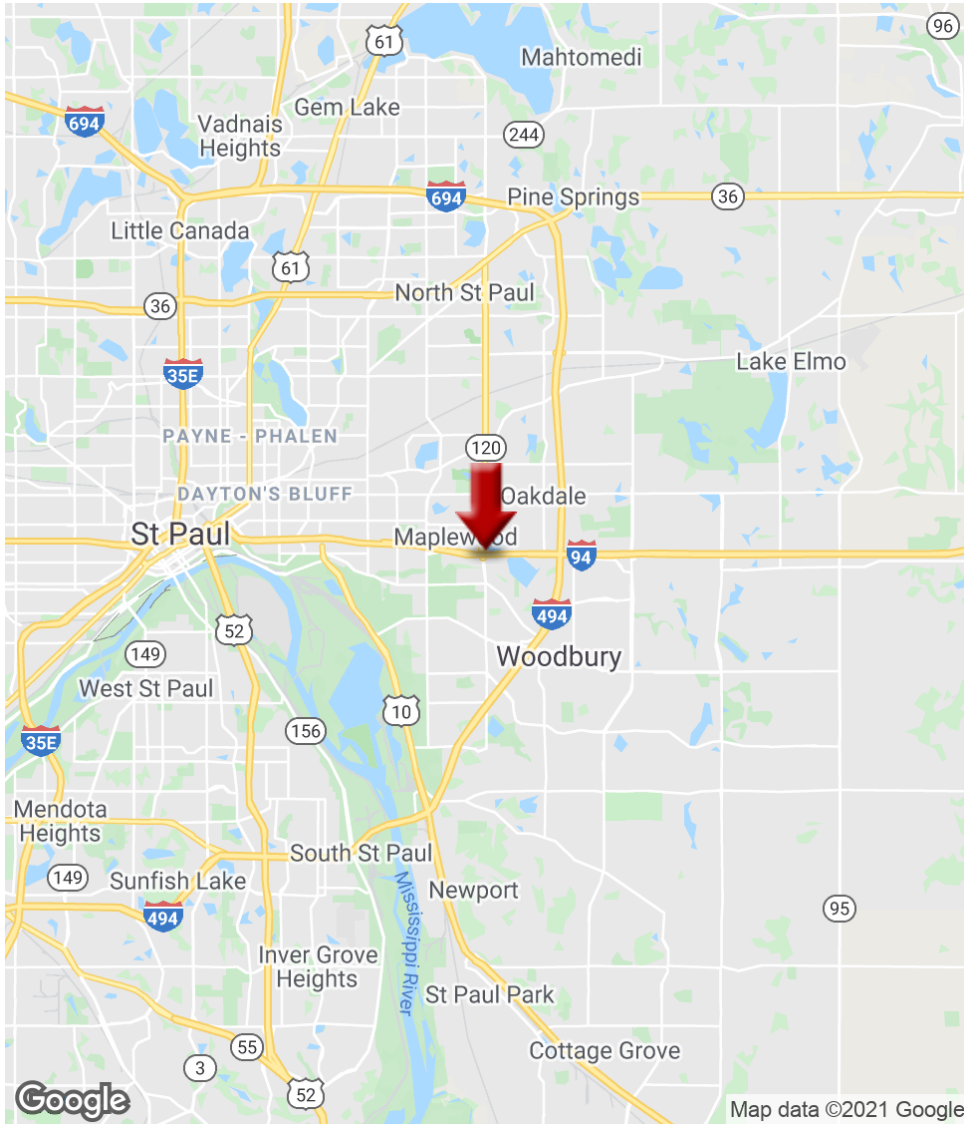 96
61
Mahtomedi
Gem Lake
694
Vadnais
Heights
244
694
Pine Springs
36
Little Canada
61
36
North St Paul
35E
Lake Elmo
PAYNE - PHALEN
120
DAYTON'S BLUFF
Oakdale
St Paul
Maplewood
94
494
52
149
Woodbury
West St Paul
10
156
35E
Mendota
Heights
South St Paul
149
Sunfish Lake
Newport
Mississippi River
95
494
Inver Grove
Heights
St Paul Park
55
Cottage Grove
3
52
Google
Map data ©2021 Google